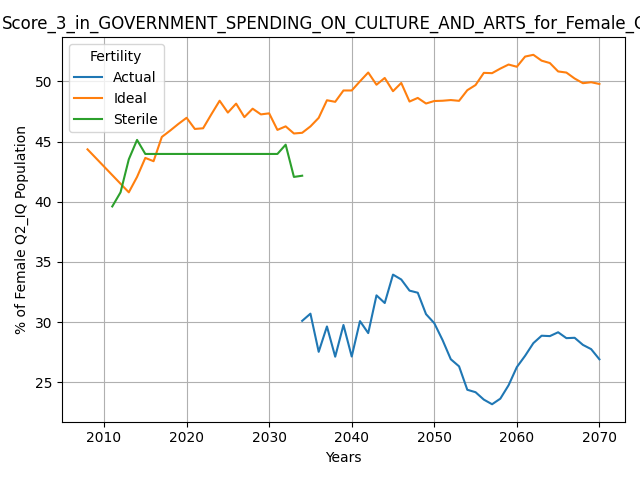 Score_3_in_GOVERNMENT_SPENDING_ON_CULTURE_AND_ARTS_for_Female_
Fertility
Actual
Ideal
Sterile
% of Female Q2_IQ Population
50
45
40
35
30
25
2010 2020 2030 2040 2050 2060 2070
Years